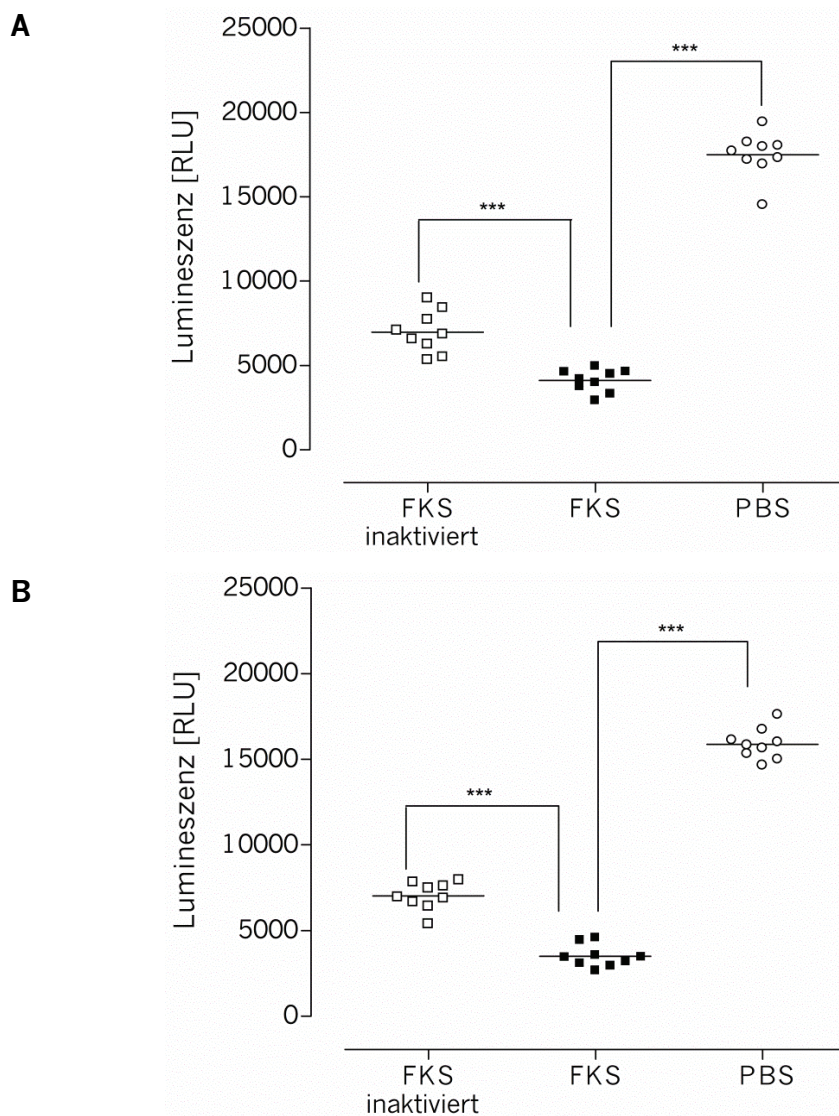 A
25000
20000
15000
10000
5000
0
Lumineszenz [RLU]
***
***
FKS
inaktiviert
FKS
PBS
B
25000
20000
15000
10000
5000
0
Lumineszenz [RLU]
***
***
FKS
inaktiviert
FKS
PBS